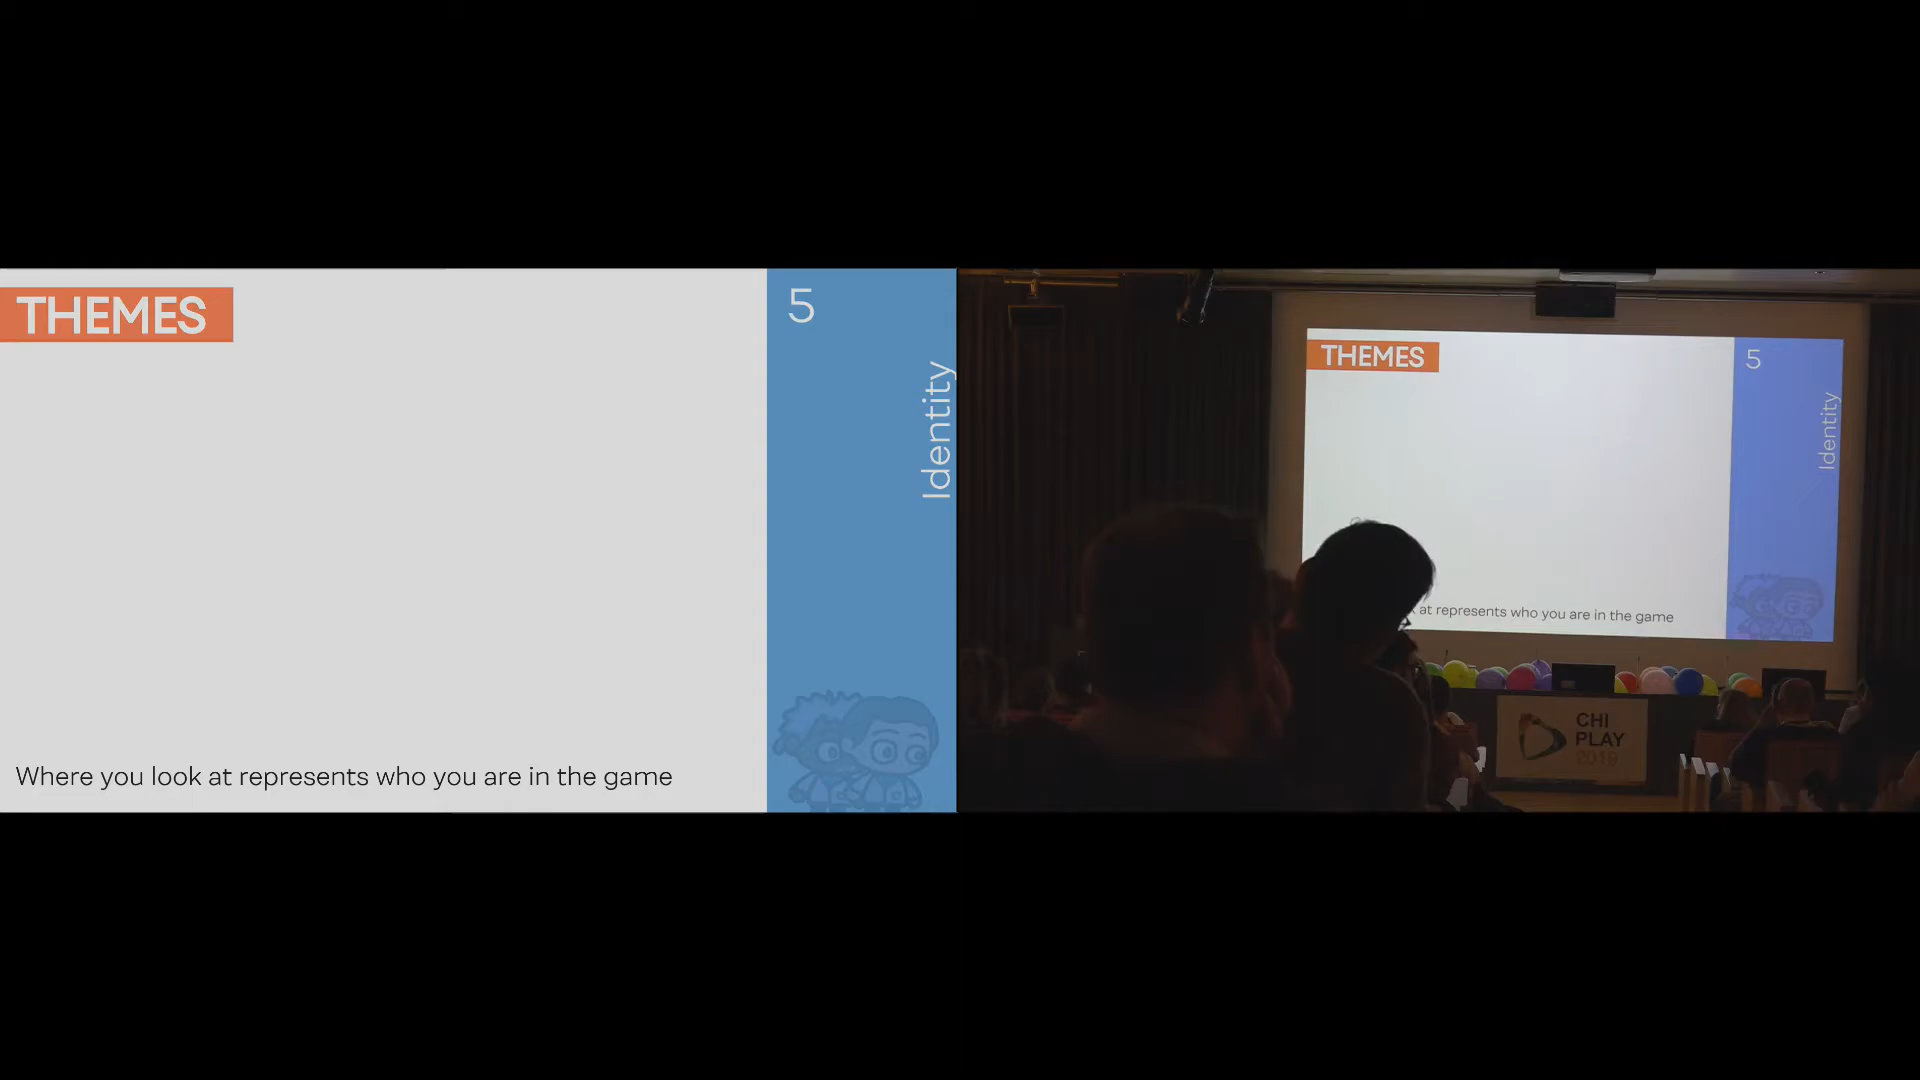 THEMES
5
Identity
Where you look at represents who you are in the game
THEMES
5
Identity
at represents who you are in the game
CHI
PLAY
2019